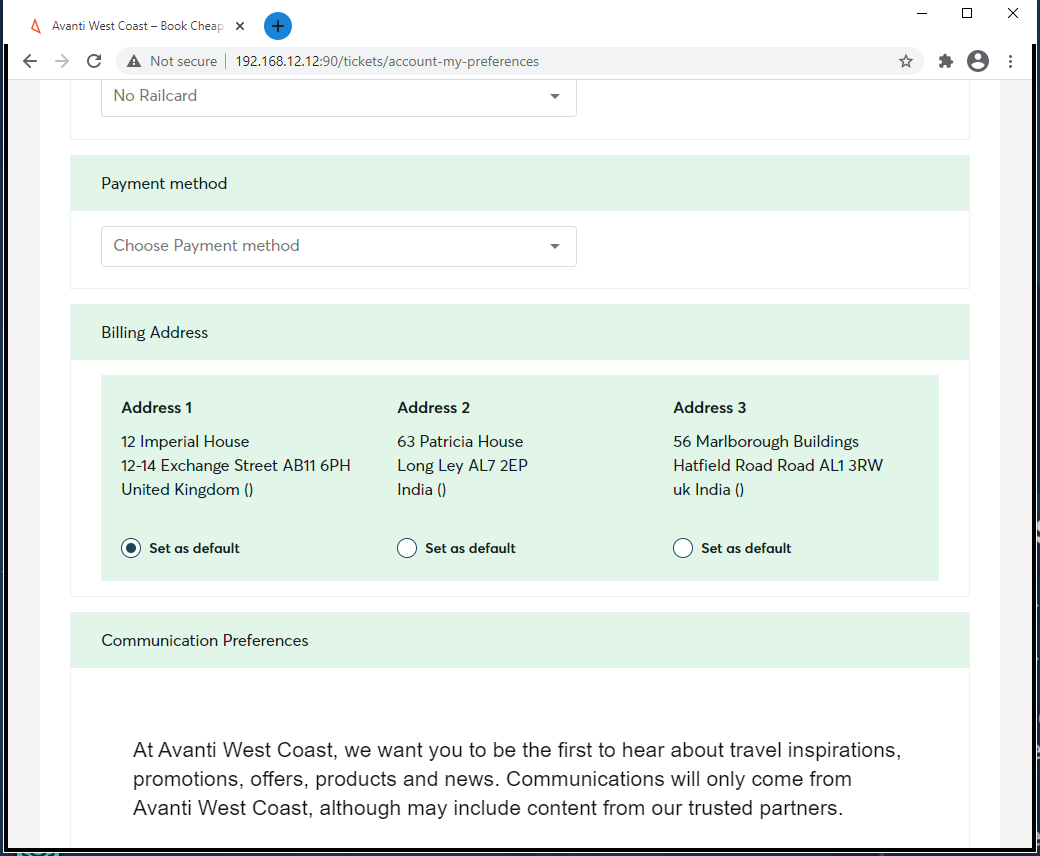 Avanti West Coast – Book Cheap
Not secure | 192.168.12.12:90/tickets/account-my-preferences
No Railcard
Payment method
Choose Payment method
Billing Address
Address 1
12 Imperial House
12-14 Exchange Street AB11 6PH
United Kingdom ()
Set as default
Address 2
63 Patricia House
Long Ley AL7 2EP
India ()
Set as default
Address 3
56 Marlborough Buildings
Hatfield Road Road AL1 3RW
uk India ()
Set as default
Communication Preferences
At Avanti West Coast, we want you to be the first to hear about travel inspirations,
promotions, offers, products and news. Communications will only come from
Avanti West Coast, although may include content from our trusted partners.